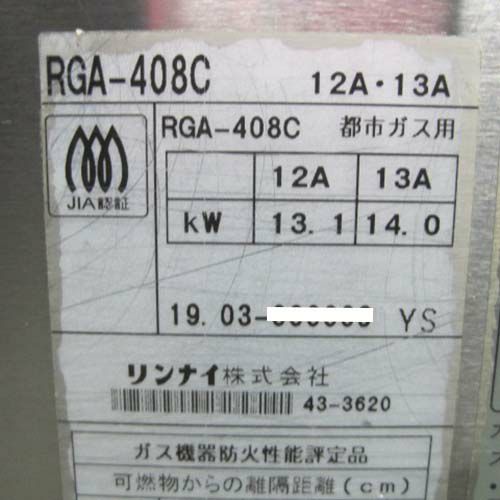 RGA-408C 12A・13A
JIA認証
RGA-408C 都市ガス用
12A 13A
kW 13.1 14.0
19.03- YS
リンナイ株式会社
43-3620
ガス機器防火性能評定品
可燃物からの離隔距離(cm)